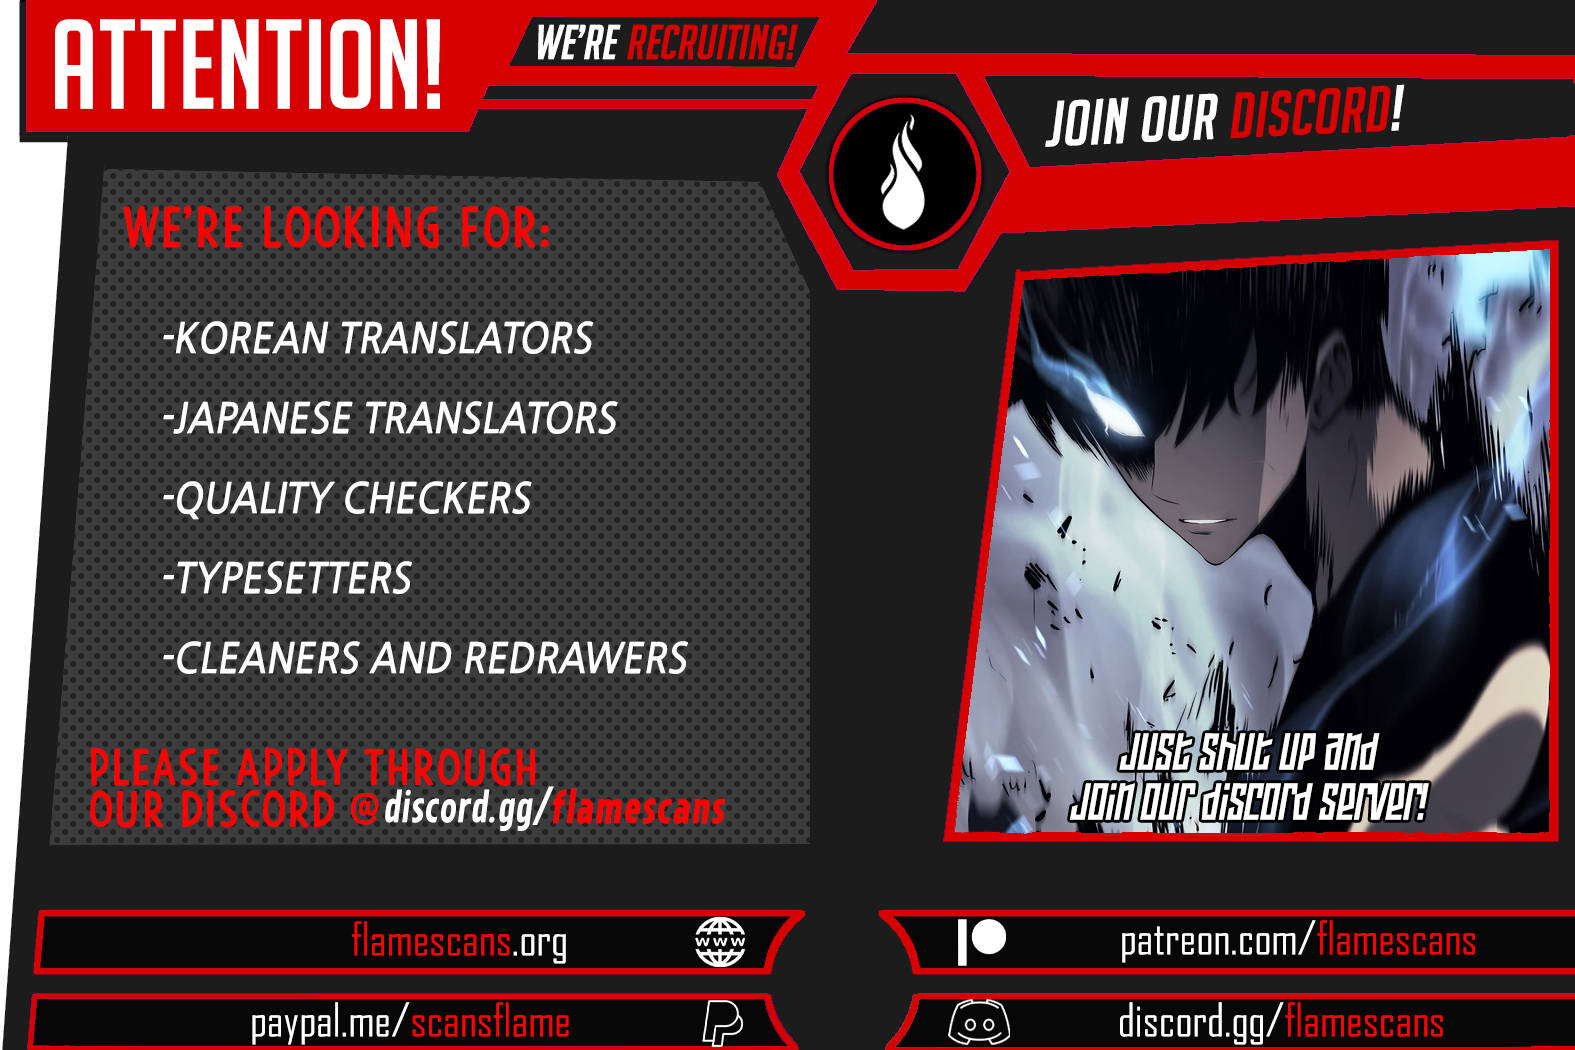 ATTENTION!
WE'RE RECRUITING!
JOIN OUR DISCORD!
WE'RE LOOKING FOR:
-KOREAN TRANSLATORS
-JAPANESE TRANSLATORS
-QUALITY CHECKERS
-TYPESETTERS
-CLEANERS AND REDRAWERS
PLEASE APPLY THROUGH
OUR DISCORD @discord.gg/flamescans
JUST SHUT UP AND
JOIN OUR DISCORD SERVER!
flamescans.org
WWW
patreon.com/flamescans
paypal.me/scansflame
discord.gg/flamescans